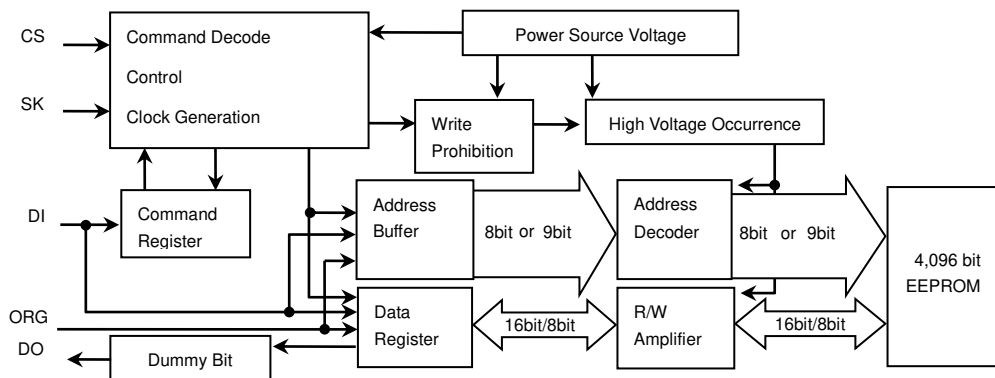 CS
Command Decode
Control
Clock Generation
Power Source Voltage
SK
Write
Prohibition
High Voltage Occurrence
DI
Command
Register
Address
Buffer
8bit or 9bit
Address
Decoder
8bit or 9bit
4,096 bit
EEPROM
ORG
DO
Data
Register
16bit/8bit
R/W
Amplifier
16bit/8bit
Dummy Bit